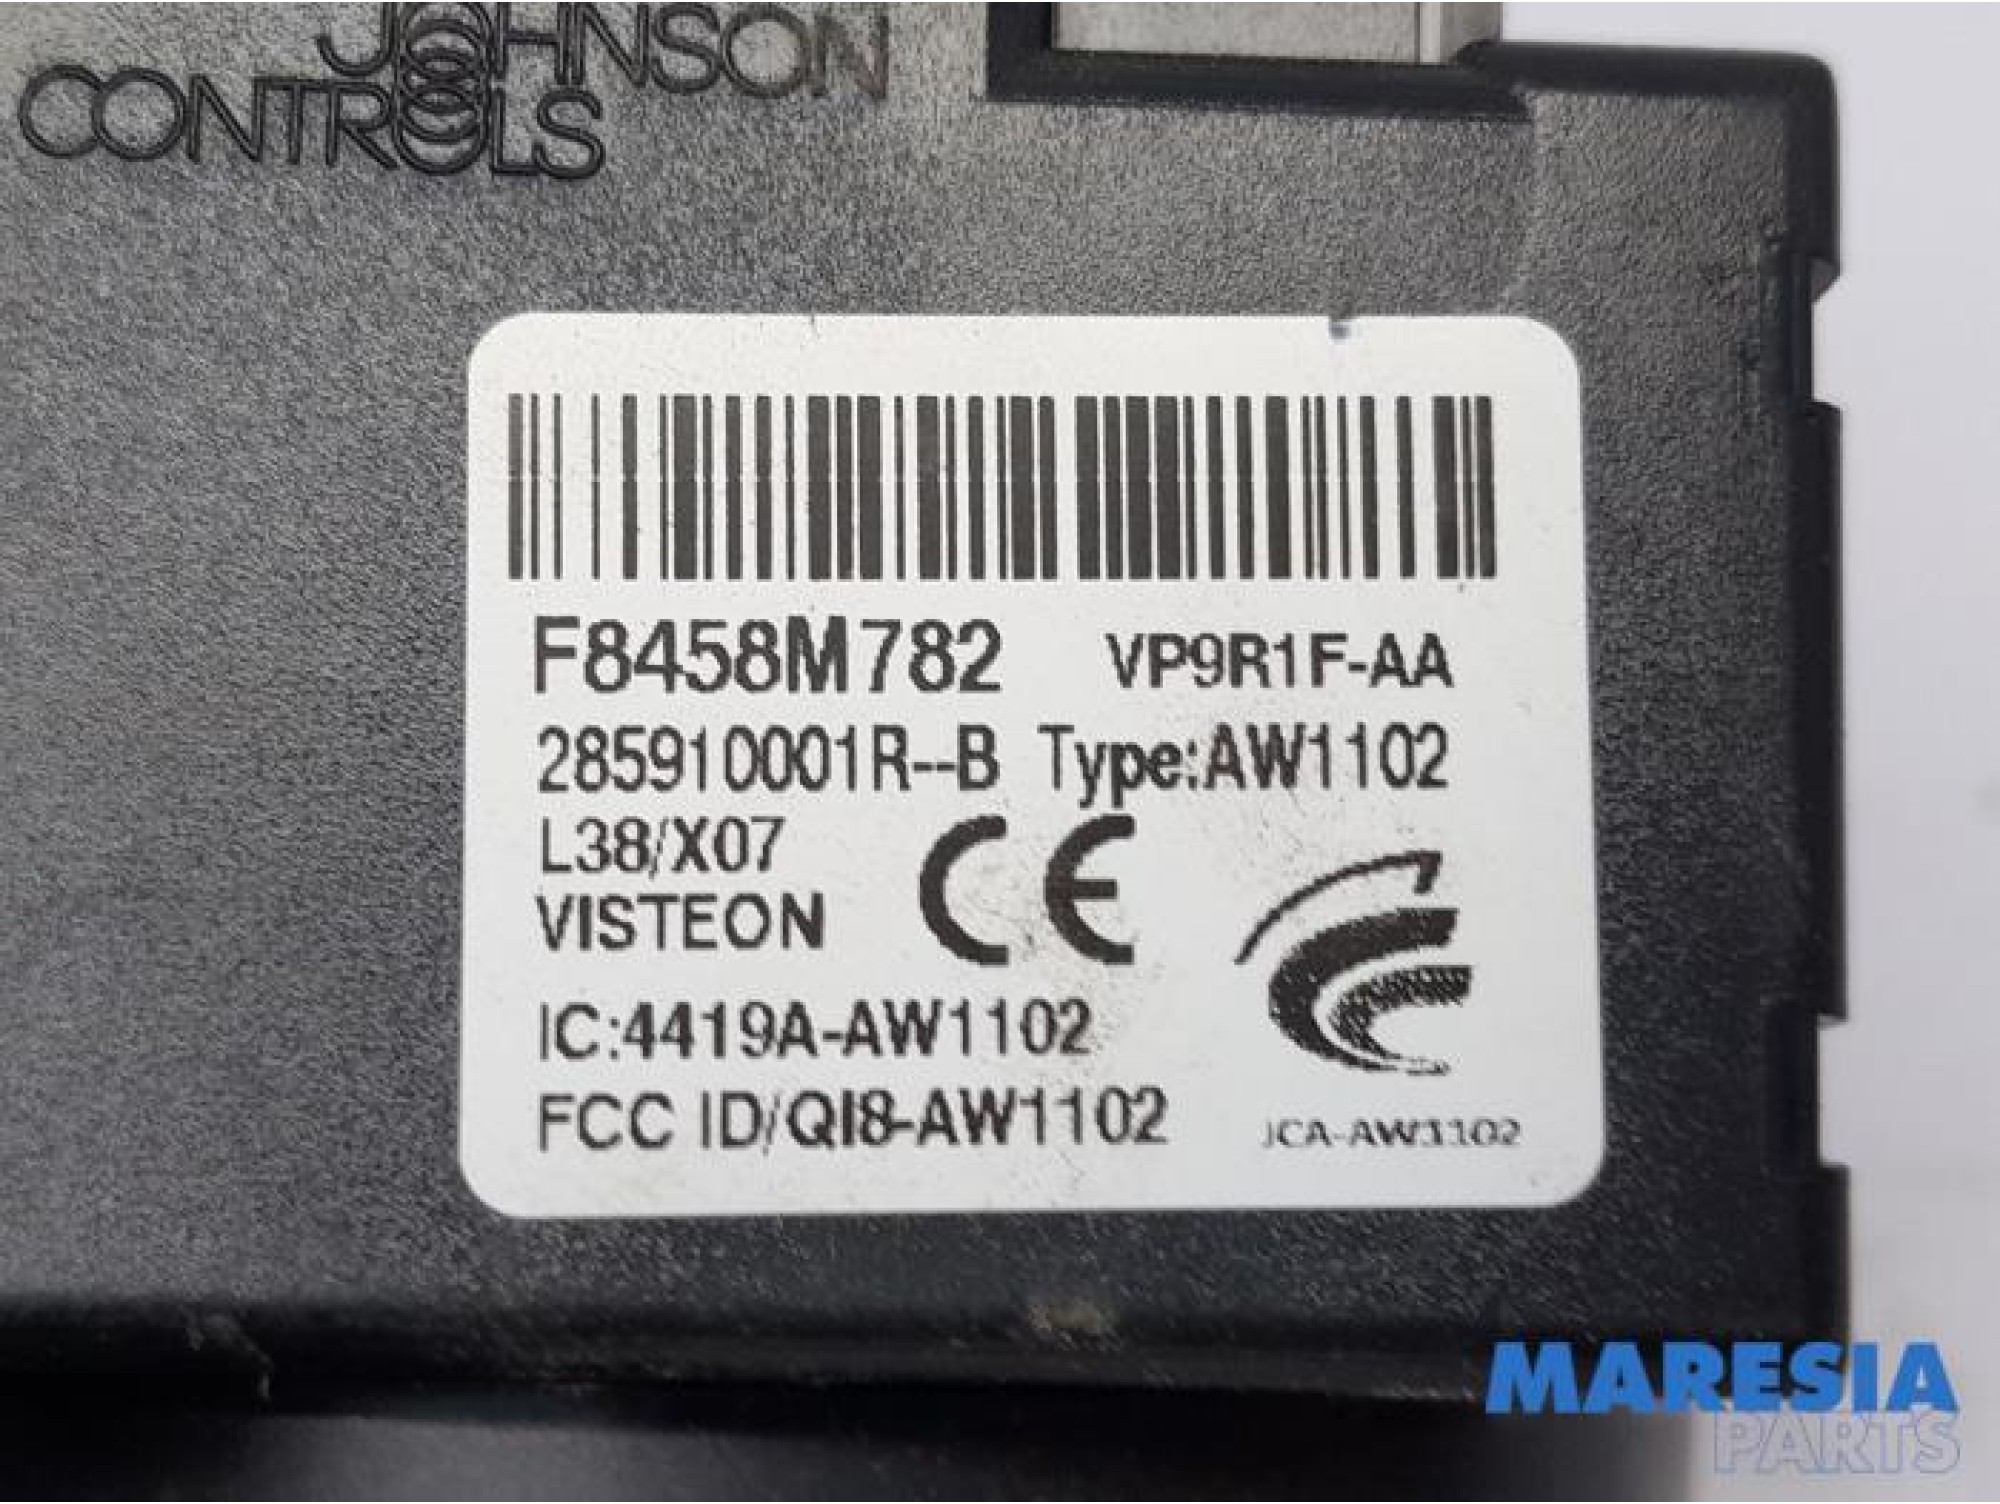 JOHNSON
CONTROLS
F8458M782 VP9R1F-AA
285910001R--B Type:AW1102
L38/X07
VISTEON CE
IC:4419A-AW1102
FCC ID/QI8-AW1102
JCA-AW1102
MARESIA
PARTS